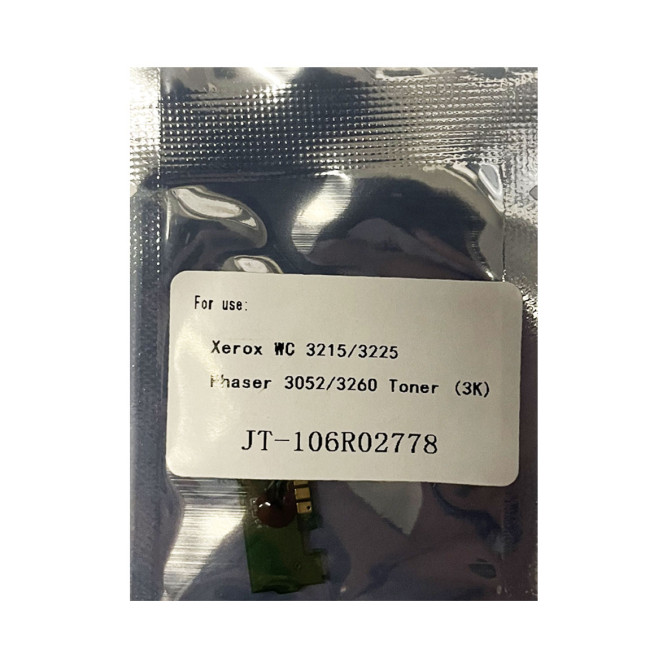 For use:
Xerox WC 3215/3225
Phaser 3052/3260 Toner (3K)
JT-106R02778